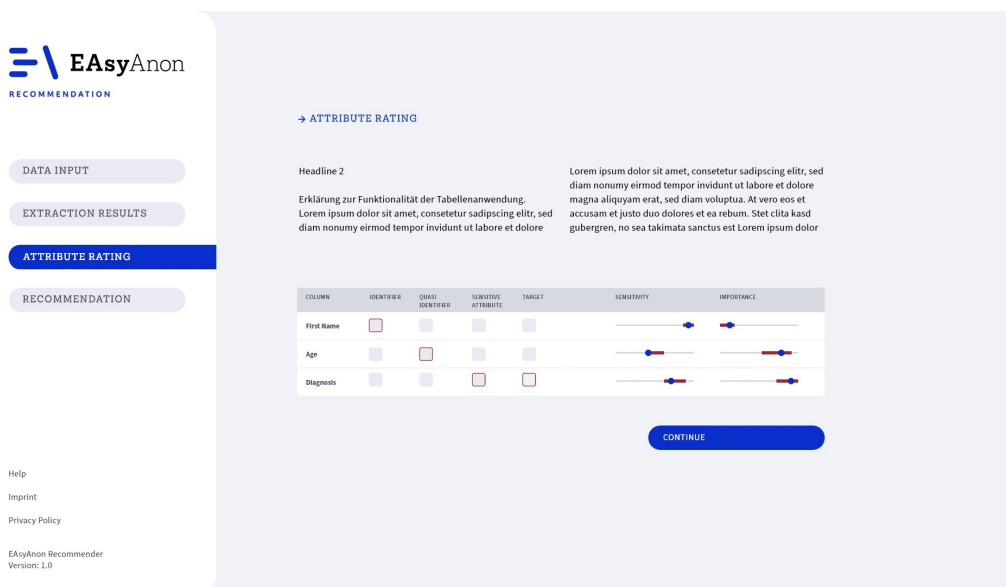 EAsyAnon
RECOMMENDATION
DATA INPUT
EXTRACTION RESULTS
ATTRIBUTE RATING
RECOMMENDATION
Help
Imprint
Privacy Policy
EAsyAnon Recommender
Version: 1.0
→ ATTRIBUTE RATING
Headline 2
Erklärung zur Funktionalität der Tabellenanwendung.
Lorem ipsum dolor sit amet, consetetur sadipscing elitr, sed
diam nonumy eirmod tempor invidunt ut labore et dolore
Lorem ipsum dolor sit amet, consetetur sadipscing elitr, sed
diam nonumy eirmod tempor invidunt ut labore et dolore
magna aliquyam erat, sed diam voluptua. At vero eos et
accusam et justo duo dolores et ea rebum. Stet clita kasd
gubergren, no sea takimata sanctus est Lorem ipsum dolor
COLUMN IDENTIFIER QUASI IDENTIFIER SENSITIVE ATTRIBUTE TARGET SENSITIVITY IMPORTANCE
First Name
Age
Diagnosis
CONTINUE